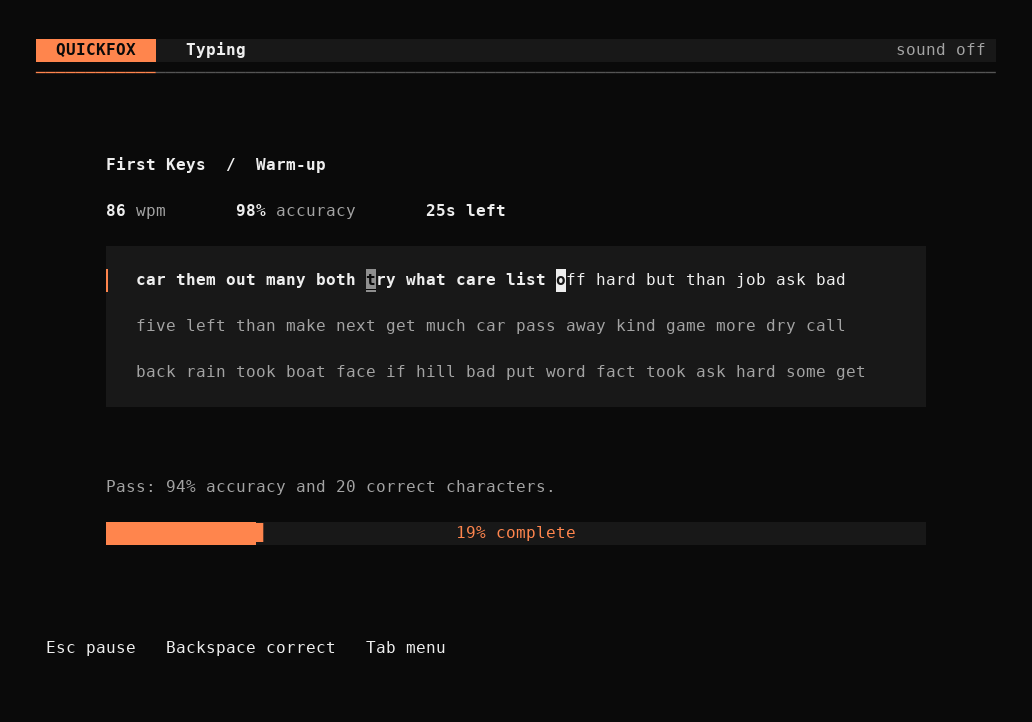 QUICKFOX Typing sound off
First Keys / Warm-up
86 wpm 98% accuracy 25s left
car them out many both try what care list off hard but than job ask bad
five left than make next get much car pass away kind game more dry call
back rain took boat face if hill bad put word fact took ask hard some get
Pass: 94% accuracy and 20 correct characters.
19% complete
Esc pause Backspace correct Tab menu